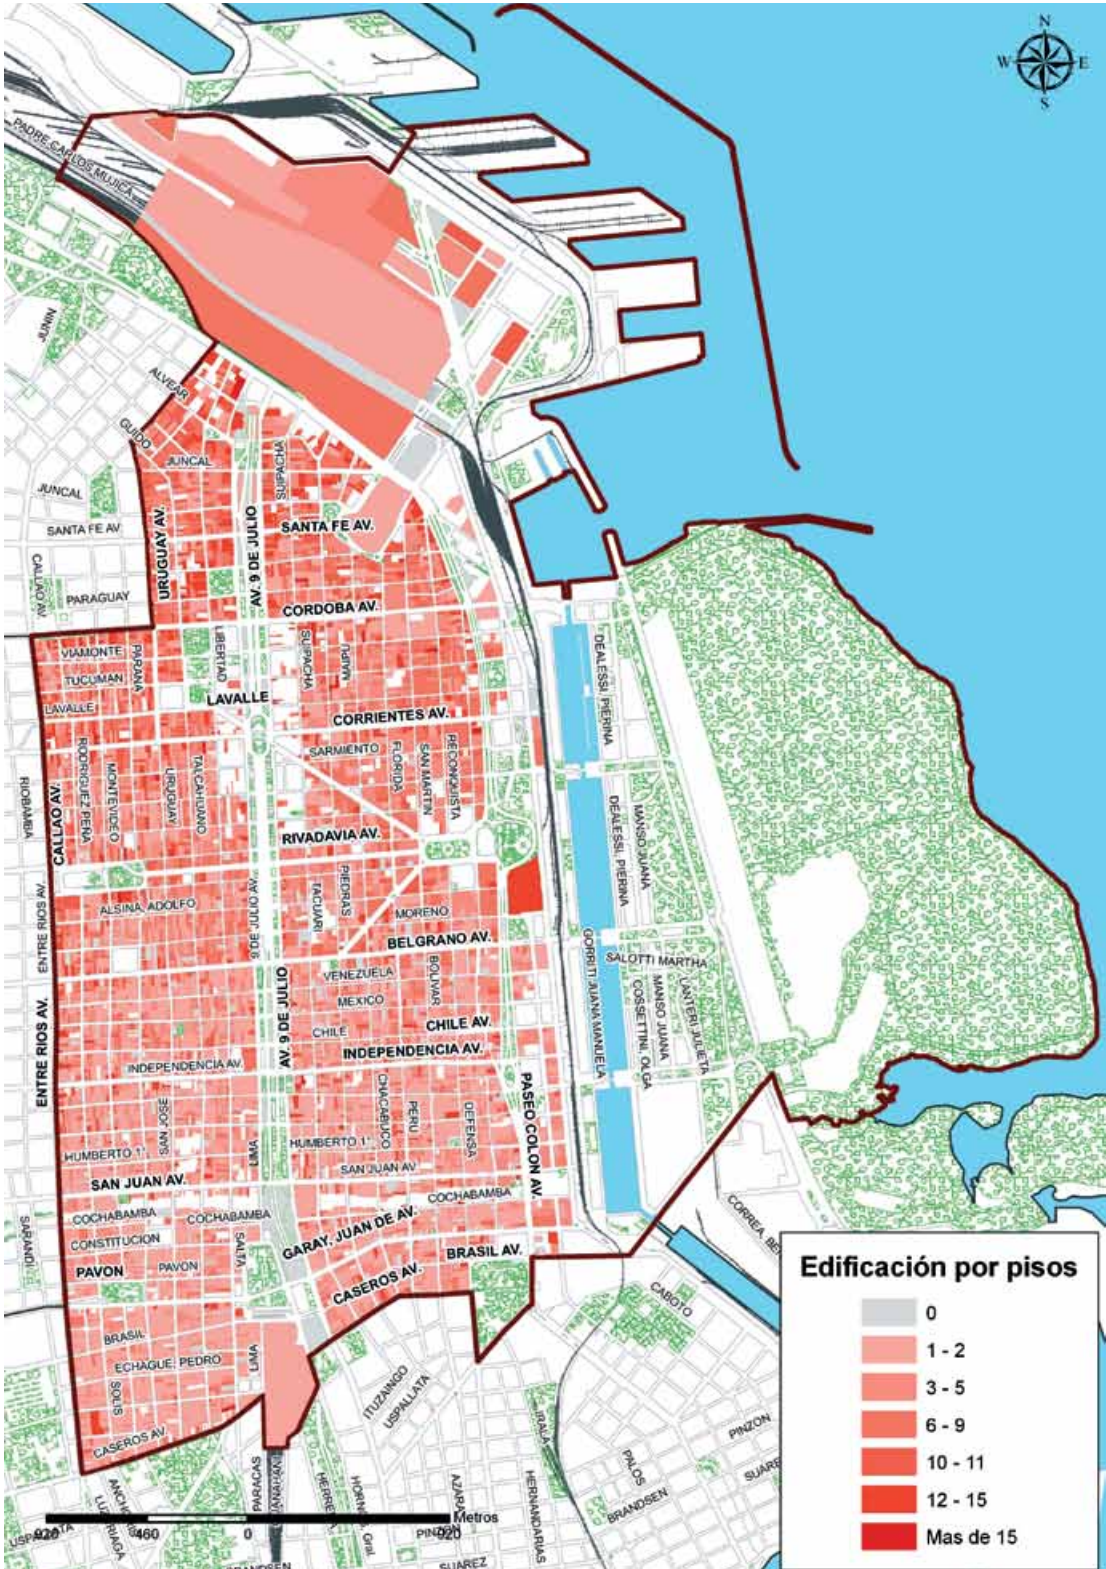 N
W E
S
PADRE CARLOS MUJICA
JUNIN
ALVEAR
GUIDO
JUNCAL
SUIPACHA
JUNCAL
SANTA FE AV.
SANTA FE AV.
URUGUAY AV.
AV. 9 DE JULIO
CALLAO AV.
PARAGUAY
CORDOBA AV.
VIAMONTE
PARANA
LIBERTAD
SUIPACHA
MAIPU
TUCUMAN
LAVALLE
LAVALLE
CORRIENTES AV.
DEALESSI, PIERINA
SARMIENTO
FLORIDA
SAN MARTIN
RECONQUISTA
RIOBAMBA
CALLAO AV.
RODRIGUEZ PEÑA
MONTEVIDEO
URUGUAY
TALCAHUANO
RIVADAVIA AV.
DEALESSI, PIERINA
MANSO JUANA
ALSINA, ADOLFO
9 DE JULIO AV.
TACUARI
PIEDRAS
MORENO
BELGRANO AV.
ENTRE RIOS AV.
SALOTTI MARTHA
GORRITI JUANA MANUELA
VENEZUELA
BOLIVAR
MEXICO
COSSETTINI, OLGA
MANSO JUANA
LANTERI JULIETA
ENTRE RIOS AV.
AV. 9 DE JULIO
CHILE
CHILE AV.
INDEPENDENCIA AV.
INDEPENDENCIA AV.
SAN JOSE
CHACABUCO
PERU
DEFENSA
PASEO COLON AV.
HUMBERTO 1°
LIMA
HUMBERTO 1°
SAN JUAN AV.
SAN JUAN AV.
COCHABAMBA
COCHABAMBA
COCHABAMBA
SARANDI
CONSTITUCION
SALTA
GARAY, JUAN DE AV.
PAVON
PAVON
BRASIL AV.
CASEROS AV.
CORREA, BE
CABOTO
BRASIL
ECHAGUE, PEDRO
LIMA
SOLIS
ITUZAINGO
USPALLATA
CASEROS AV.
IRALA
PINZON
PALOS
SUARE
BRANDSEN
PARACAS
HERRE
HORN Gral.
AZARA
HERNANDARIAS
920 460 0 920 Metros
PINZON
SUAREZ
Edificación por pisos
0
1 - 2
3 - 5
6 - 9
10 - 11
12 - 15
Mas de 15